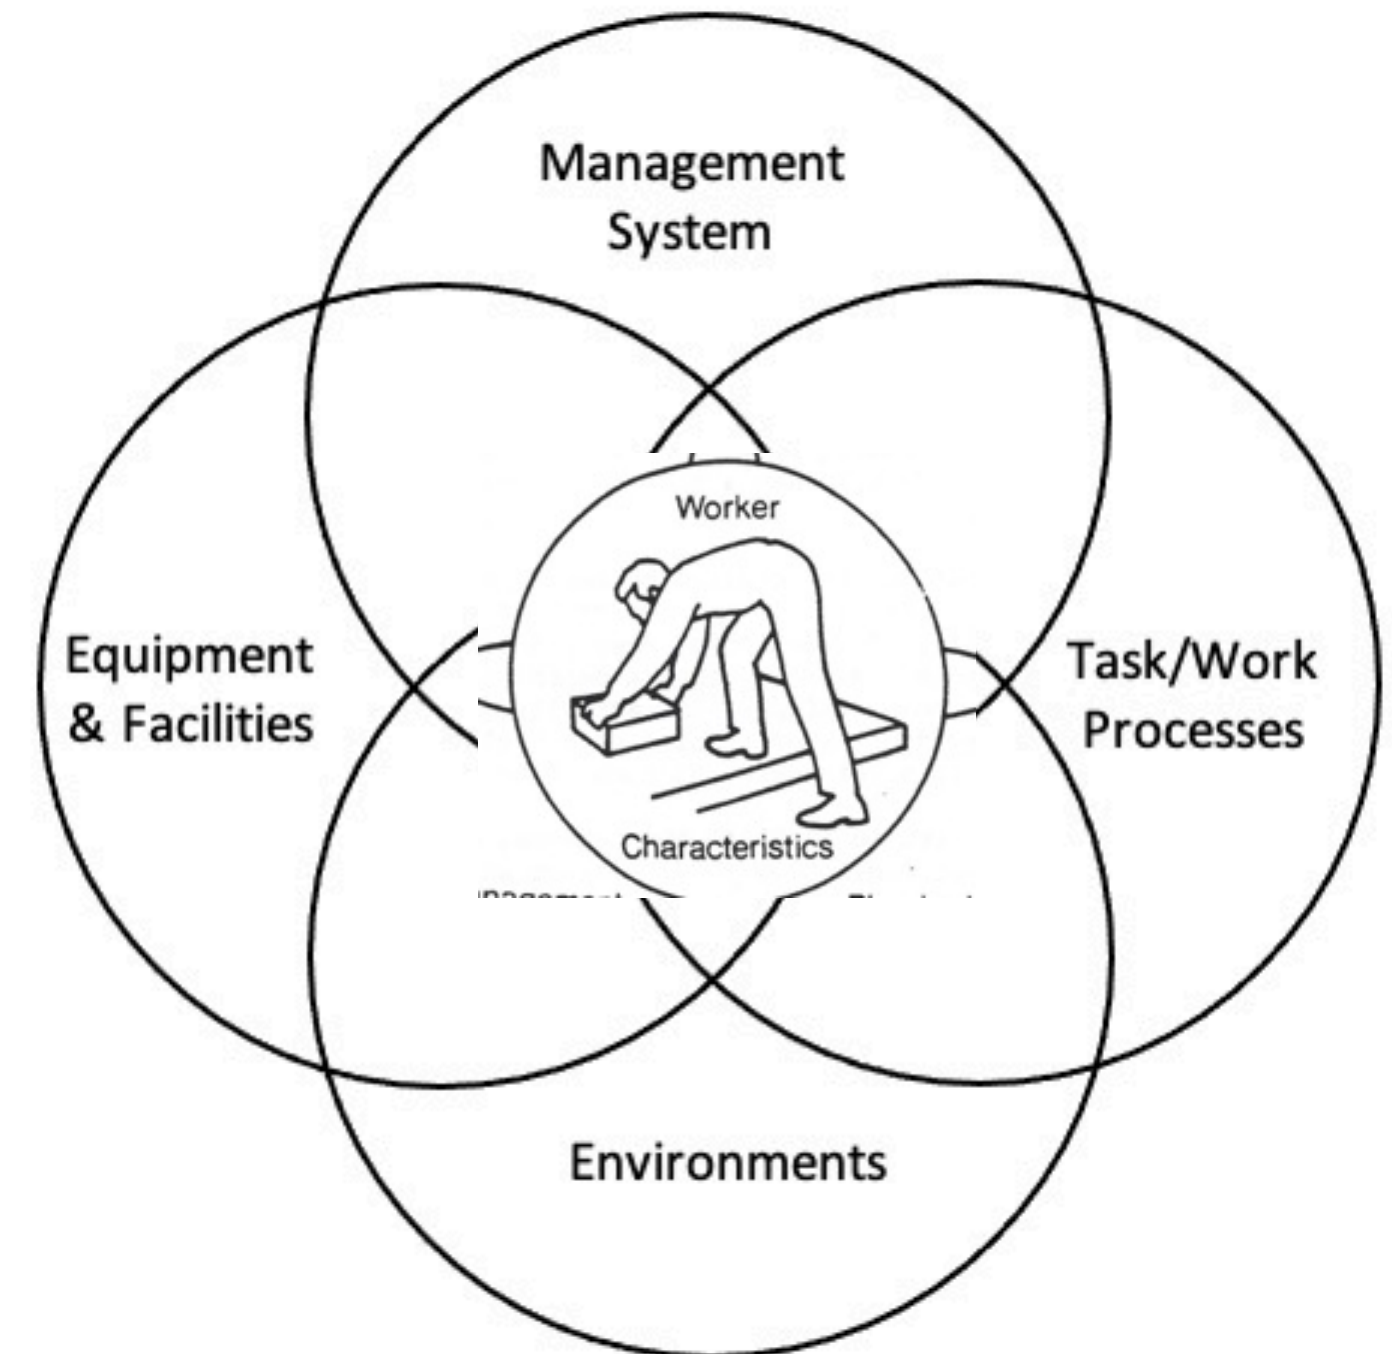 Management
System
Worker
Equipment
& Facilities
Task/Work
Processes
Characteristics
Environments